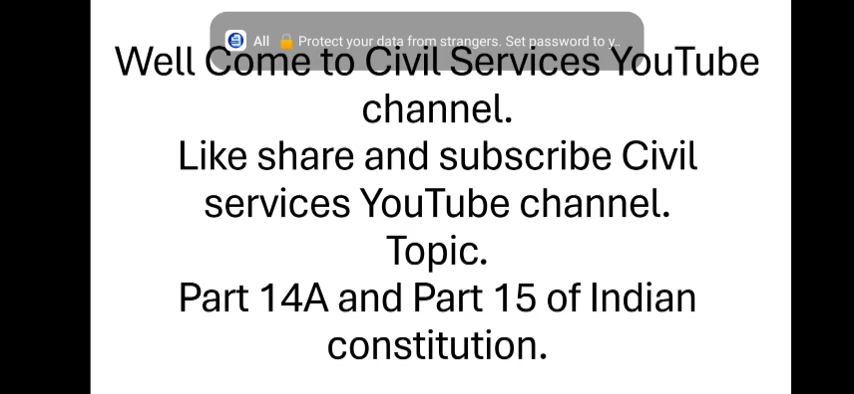 All 🔒 Protect your data from strangers. Set password to y..
Well Come to Civil Services YouTube
channel.
Like share and subscribe Civil
services YouTube channel.
Topic.
Part 14A and Part 15 of Indian
constitution.